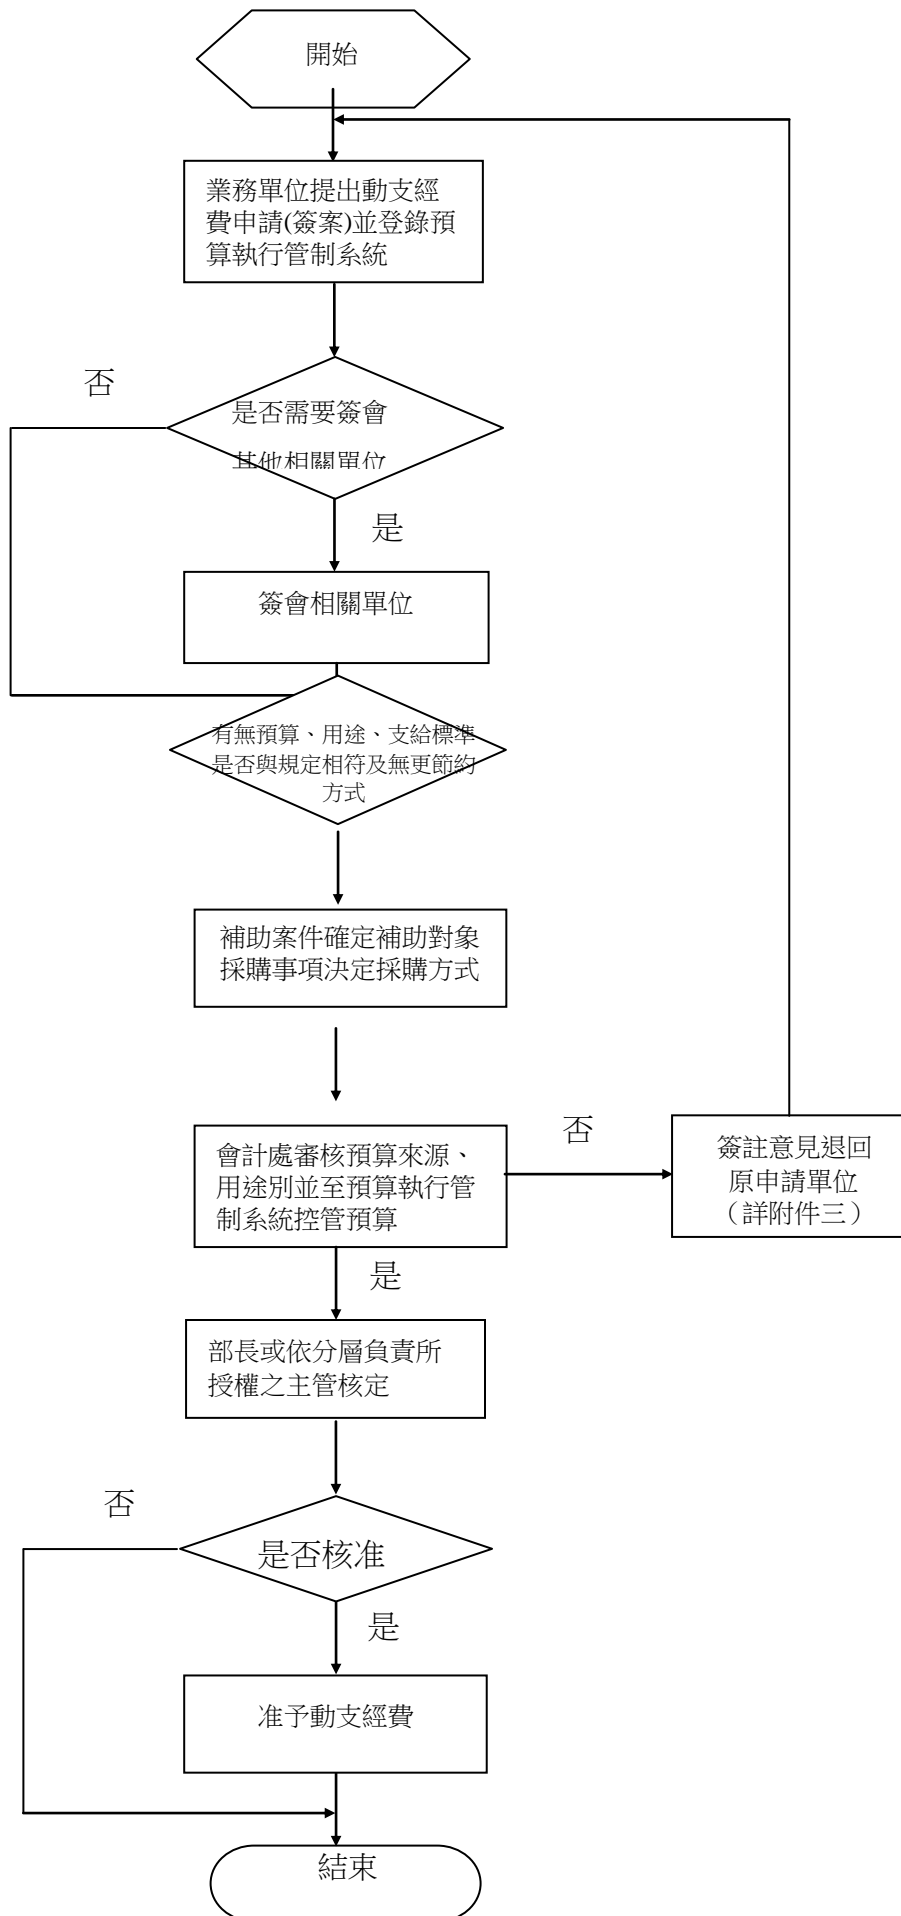 開始
業務單位提出動支經
費申請(簽案)並登錄預
算執行管制系統
否
是否需要簽會
其他相關單位
是
簽會相關單位
有無預算、用途、支給標準
是否與規定相符及無更節約
方式
補助案件確定補助對象
採購事項決定採購方式
會計處審核預算來源、
用途別並至預算執行管
制系統控管預算
否
簽註意見退回
原申請單位
（詳附件三）
是
部長或依分層負責所
授權之主管核定
否
是否核准
是
准予動支經費
結束